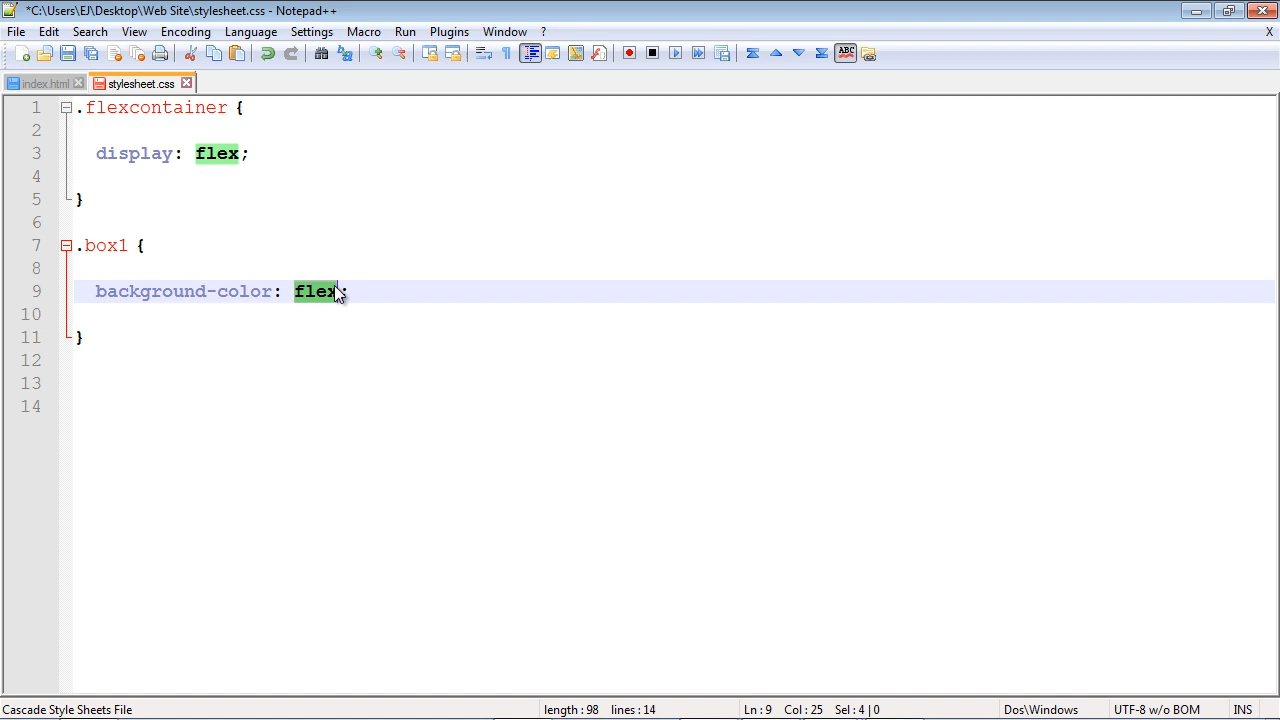 *C:\Users\EJ\Desktop\Web Site\stylesheet.css - Notepad++
File Edit Search View Encoding Language Settings Macro Run Plugins Window ? X
ABC
index.html stylesheet.css
1 .flexcontainer {
2
3 display: flex;
4
5 }
6
7 .box1 {
8
9 background-color: flex;
10
11 }
12
13
14
Cascade Style Sheets File length : 98 lines : 14 Ln : 9 Col : 25 Sel : 4 | 0 Dos\Windows UTF-8 w/o BOM INS